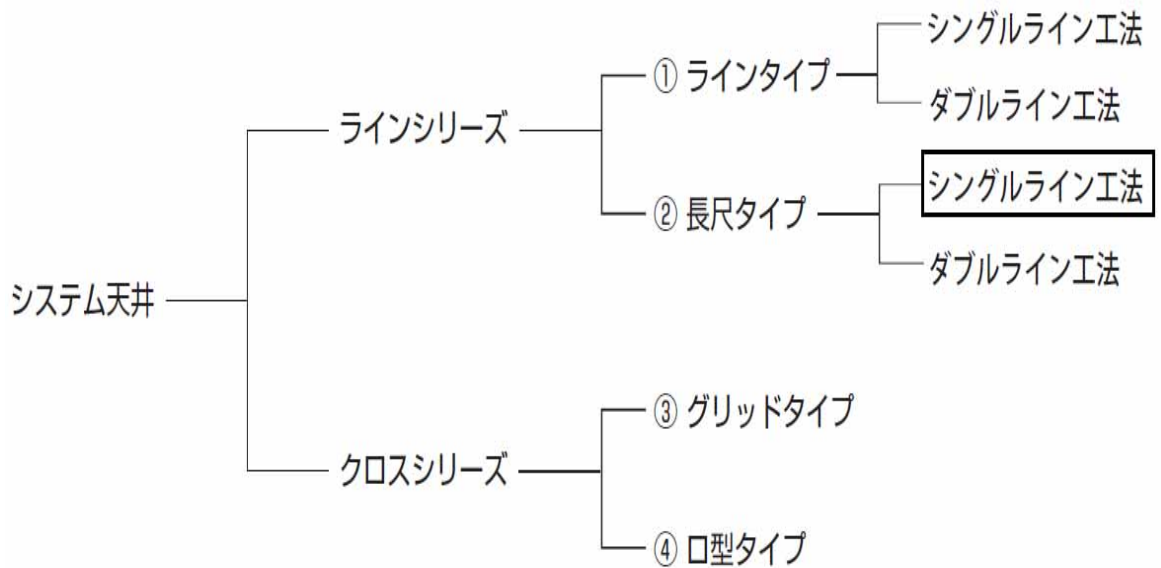 システム天井
ラインシリーズ
① ラインタイプ
シングルライン工法
ダブルライン工法
② 長尺タイプ
シングルライン工法
ダブルライン工法
クロスシリーズ
③ グリッドタイプ
④ ロ型タイプ